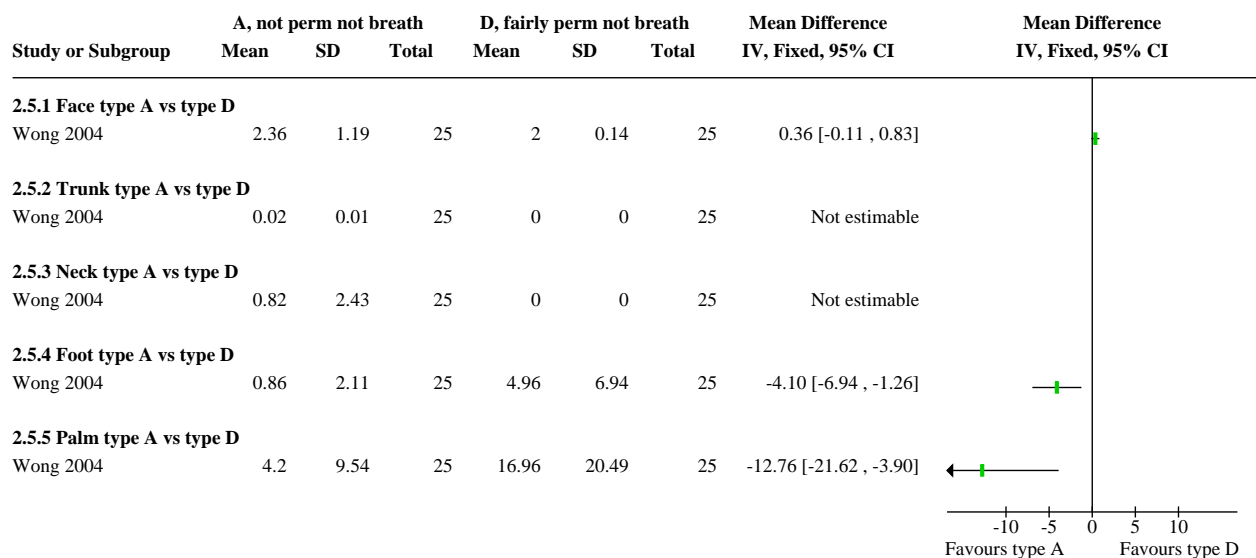 A, not perm not breath D, fairly perm not breath Mean Difference Mean Difference
Study or Subgroup Mean SD Total Mean SD Total IV, Fixed, 95% CI IV, Fixed, 95% CI
2.5.1 Face type A vs type D
Wong 2004 2.36 1.19 25 2 0.14 25 0.36 [-0.11 , 0.83]
2.5.2 Trunk type A vs type D
Wong 2004 0.02 0.01 25 0 0 25 Not estimable
2.5.3 Neck type A vs type D
Wong 2004 0.82 2.43 25 0 0 25 Not estimable
2.5.4 Foot type A vs type D
Wong 2004 0.86 2.11 25 4.96 6.94 25 -4.10 [-6.94 , -1.26]
2.5.5 Palm type A vs type D
Wong 2004 4.2 9.54 25 16.96 20.49 25 -12.76 [-21.62 , -3.90]
-10 -5 0 5 10
Favours type A Favours type D